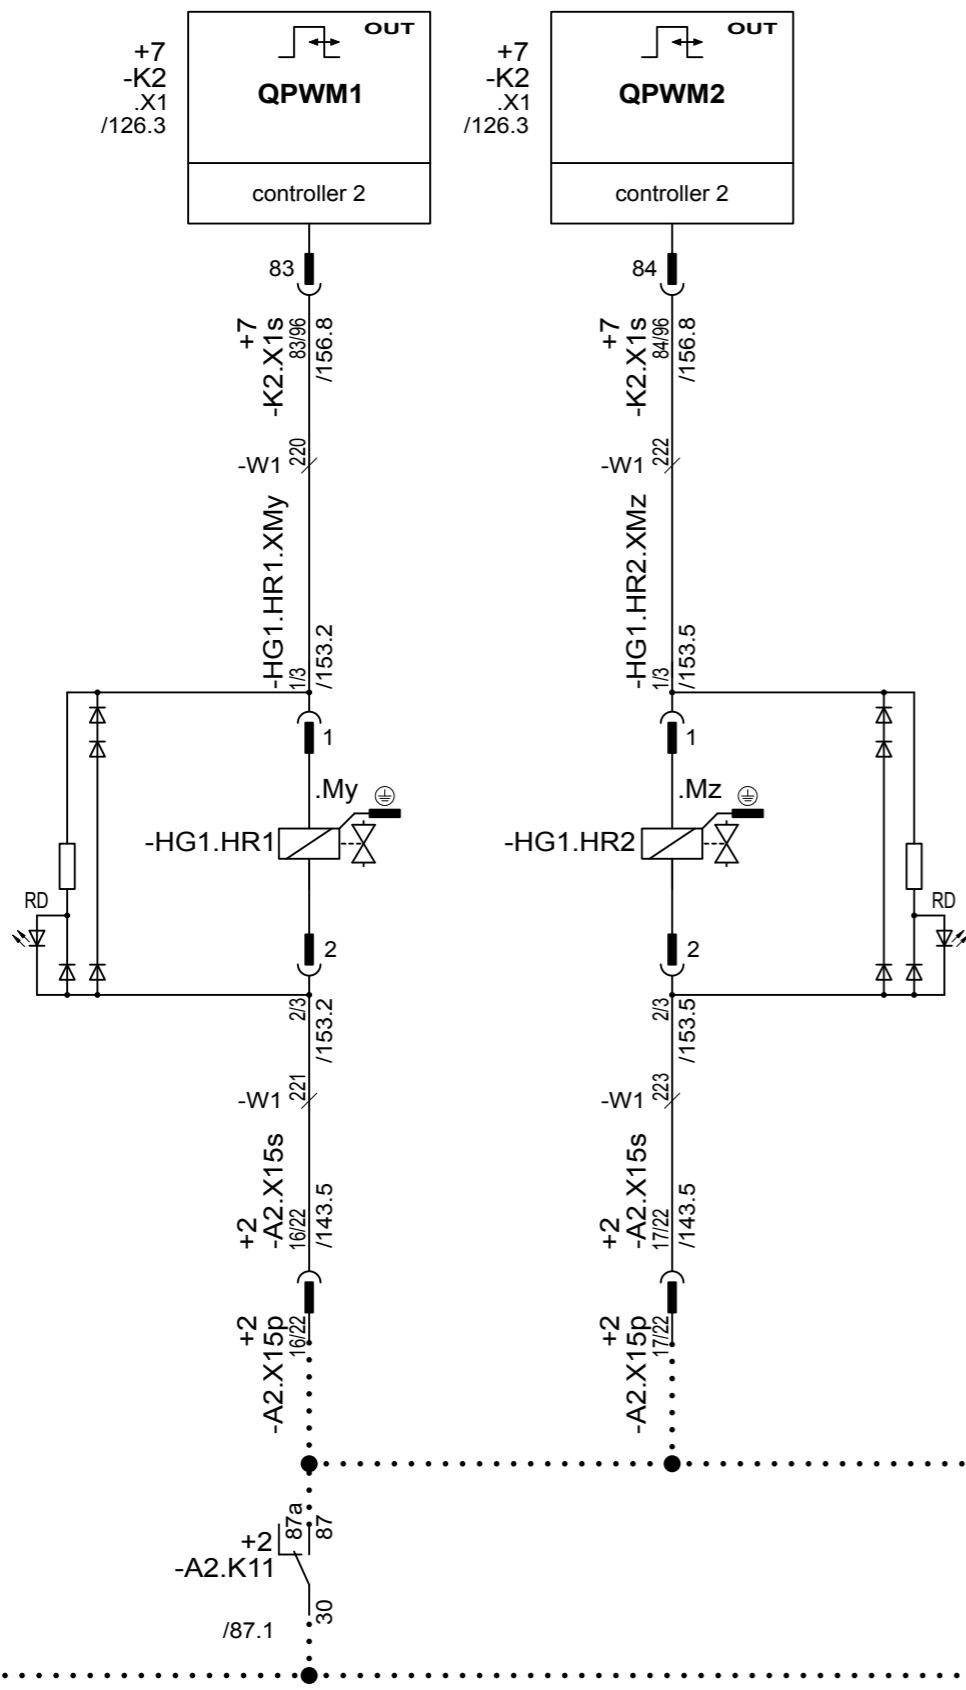 OUT
+7
-K2
.X1
/126.3
QPWM1
controller 2
83
+7
-K2.X1s
83/96
/156.8
-W1
220
-HG1.HR1.XMy
1/3
/153.2
1
.My
-HG1.HR1
RD
2
2/3
/153.2
-W1
221
+2
-A2.X15s
16/22
/143.5
+2
-A2.X15p
16/22
87a
87
+2
-A2.K11
30
/87.1
OUT
+7
-K2
.X1
/126.3
QPWM2
controller 2
84
+7
-K2.X1s
84/96
/156.8
-W1
222
-HG1.HR2.XMz
1/3
/153.5
1
.Mz
-HG1.HR2
RD
2
2/3
/153.5
-W1
223
+2
-A2.X15s
17/22
/143.5
+2
-A2.X15p
17/22